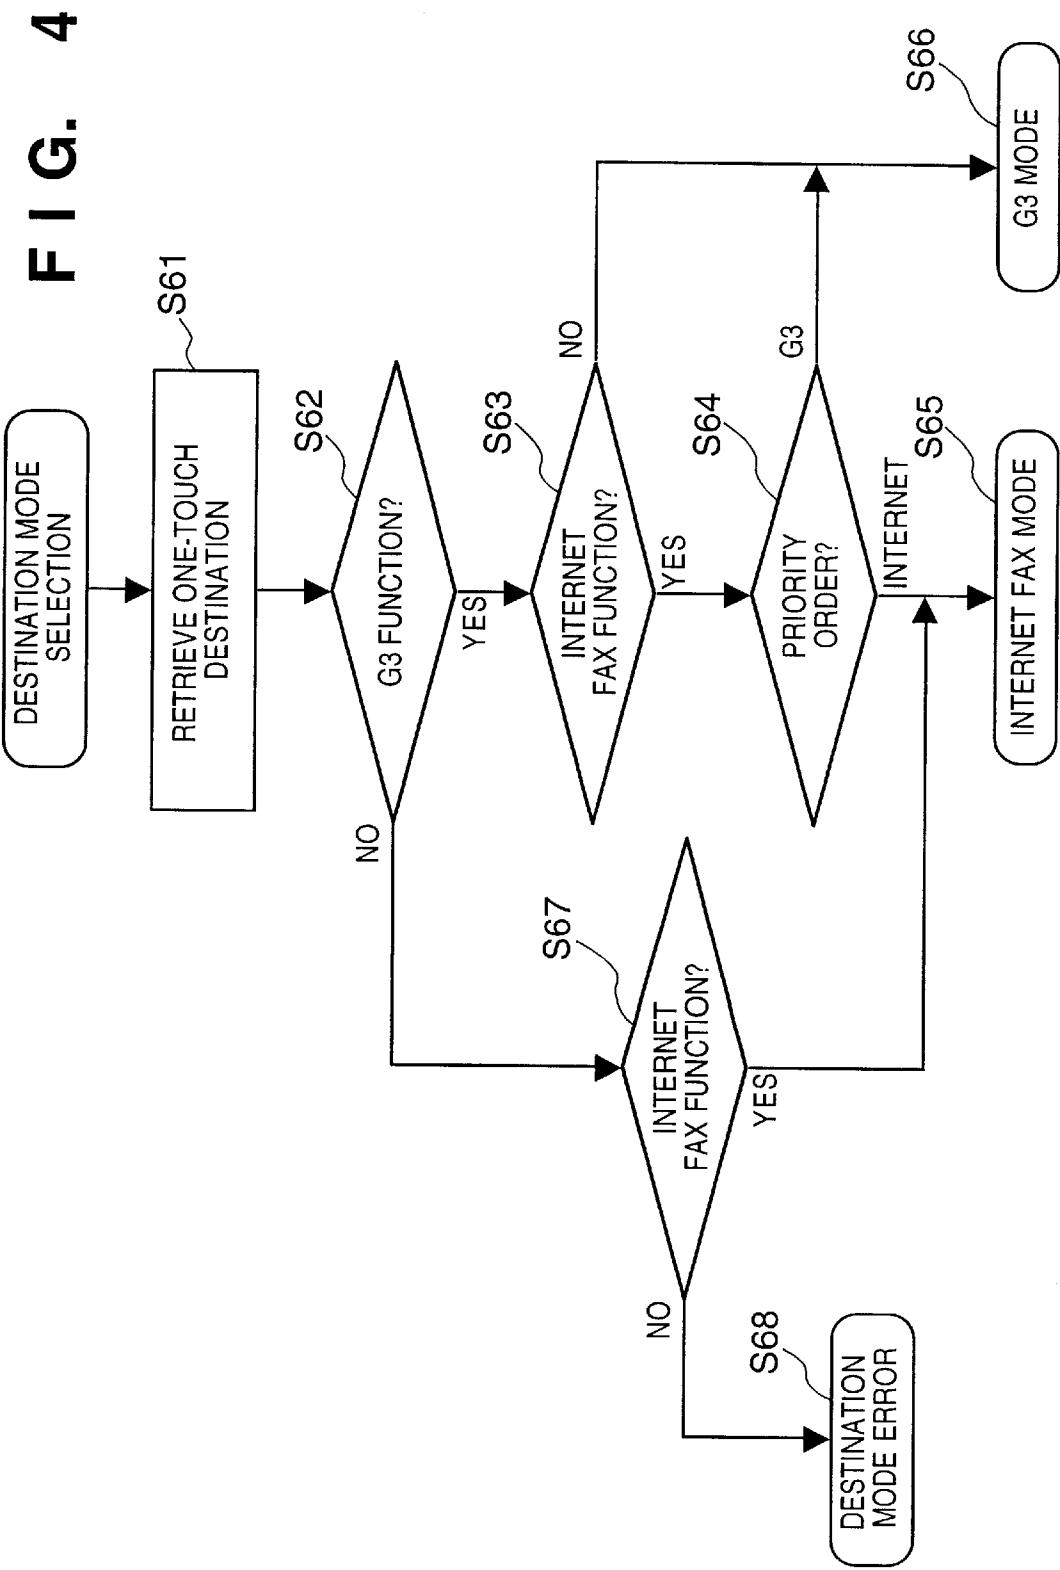 FIG. 4
DESTINATION MODE
SELECTION
S61
RETRIEVE ONE-TOUCH
DESTINATION
S62
G3 FUNCTION?
NO
YES
S63
INTERNET
FAX FUNCTION?
NO
YES
S64
PRIORITY
ORDER?
G3
INTERNET
S67
INTERNET
FAX FUNCTION?
NO
YES
S68
DESTINATION
MODE ERROR
S65
INTERNET FAX MODE
S66
G3 MODE